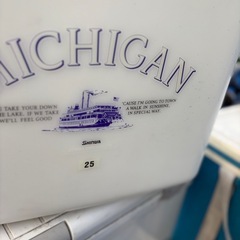 MICHIGAN
TAKE YOUR DOWN
HE LAKE. IF WE TAKE
WE'LL FEEL GOOD
'CAUSE I'M GOING TO TOWN
A WALK IN SUNSHINE,
IN SPECIAL WAY.
25